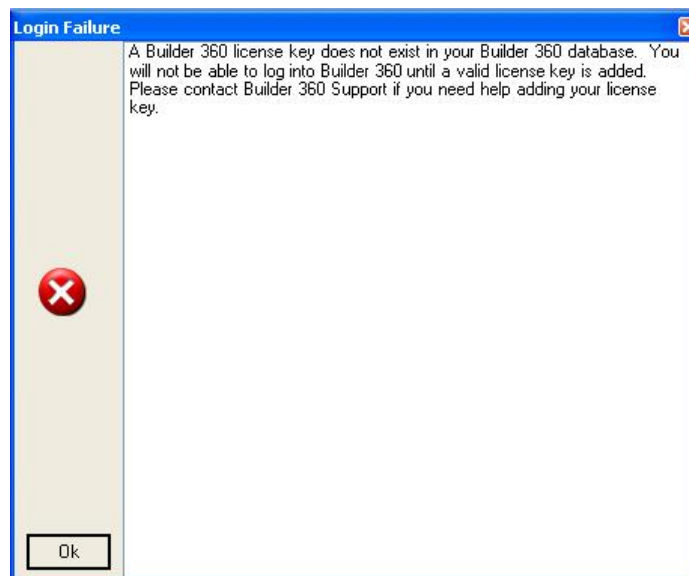 Login Failure
A Builder 360 license key does not exist in your Builder 360 database.  You
will not be able to log into Builder 360 until a valid license key is added.
Please contact Builder 360 Support if you need help adding your license
key.
Ok